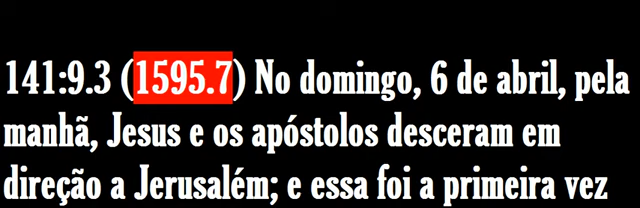 141:9.3 (1595.7) No domingo, 6 de abril, pela
manhã, Jesus e os apóstolos desceram em
direção a Jerusalém; e essa foi a primeira vez